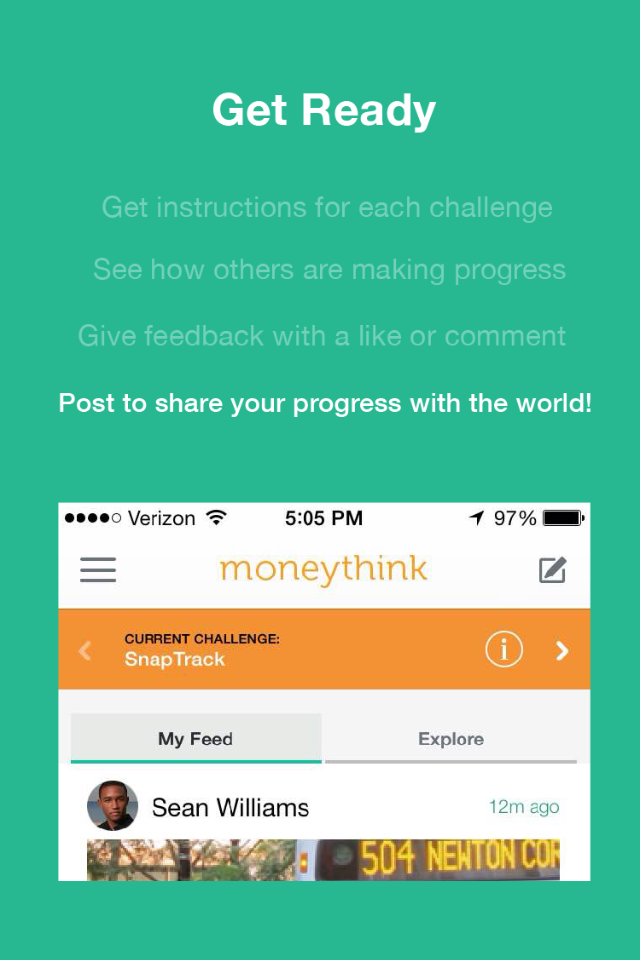 Get Ready
Get instructions for each challenge
See how others are making progress
Give feedback with a like or comment
Post to share your progress with the world!
Verizon 5:05 PM 97%
moneythink
CURRENT CHALLENGE:
SnapTrack
i
My Feed Explore
Sean Williams 12m ago
504 NEWTON COR